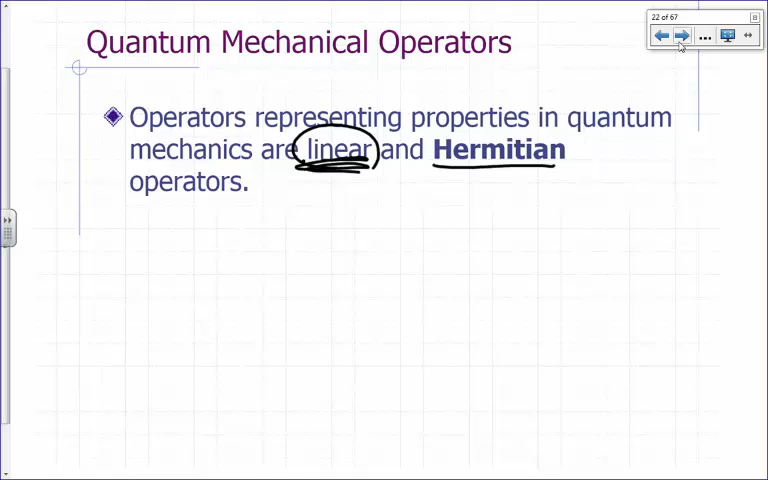 22 of 67
Quantum Mechanical Operators
Operators representing properties in quantum
mechanics are linear and Hermitian
operators.